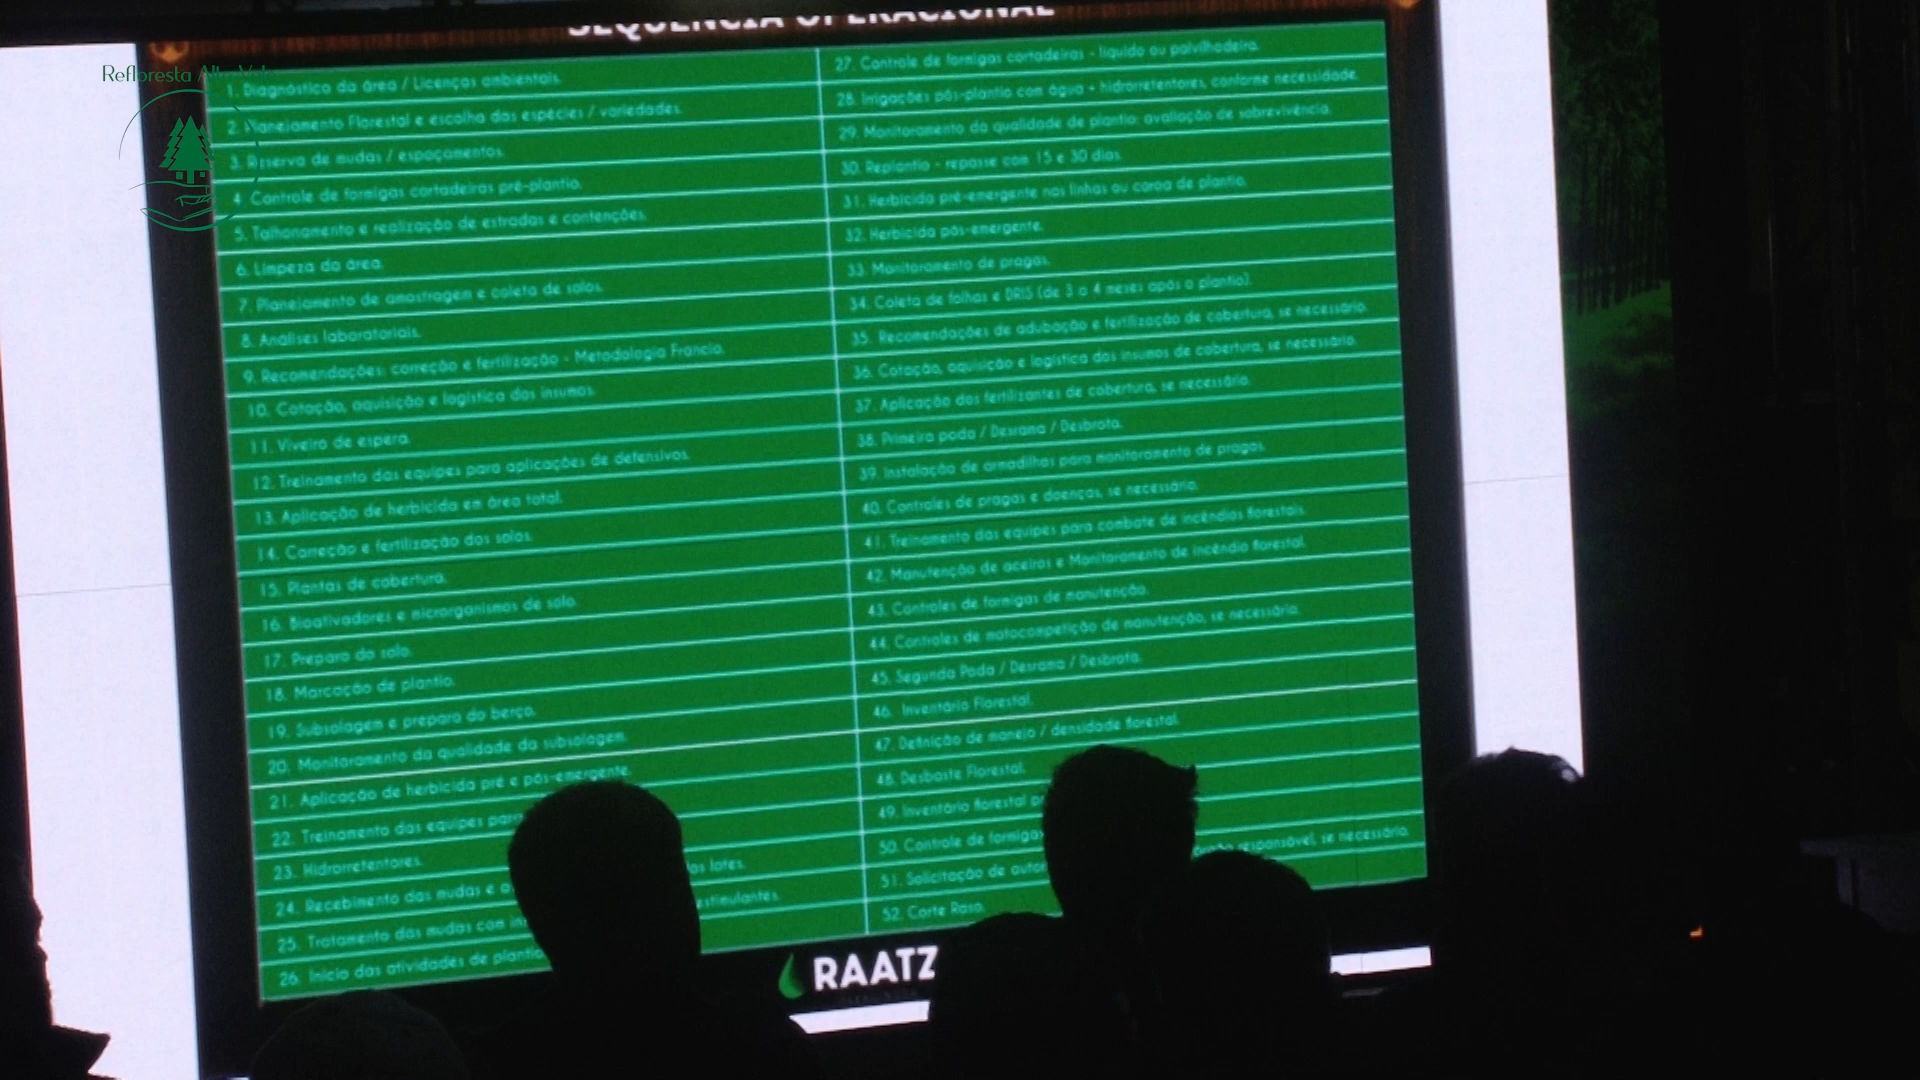 SEQUÊNCIA OPERACIONAL
Refloresta Alto Vale
1. Diagnóstico da área / Licenças ambientais.
2. Planejamento Florestal e escolha das espécies / variedades.
3. Reserva de mudas / espaçamentos.
4. Controle de formigas cortadeiras pré-plantio.
5. Talhonamento e realização de estradas e contenções.
6. Limpeza da área.
7. Planejamento de amostragem e coleta de solos.
8. Análises laboratoriais.
9. Recomendações: correção e fertilização - Metodologia Francio.
10. Cotação, aquisição e logística dos insumos.
11. Viveiro de espera.
12. Treinamento das equipes para aplicações de defensivos.
13. Aplicação de herbicida em área total.
14. Correção e fertilização dos solos.
15. Plantas de cobertura.
16. Bioativadores e microrganismos de solo.
17. Preparo do solo.
18. Marcação de plantio.
19. Subsolagem e preparo do berço.
20. Monitoramento da qualidade da subsolagem.
21. Aplicação de herbicida pré e pós-emergente.
22. Treinamento das equipes para
23. Hidrorretentores.
24. Recebimento das mudas e lotes.
25. Tratamento das mudas com
26. Início das atividades de plantio
27. Controle de formigas cortadeiras - líquido ou polvilhadeira.
28. Irrigações pós-plantio com água + hidrorretentores, conforme necessidade.
29. Monitoramento da qualidade de plantio: avaliação de sobrevivência.
30. Replantio - repasse com 15 e 30 dias.
31. Herbicida pré-emergente nas linhas ou coroa de plantio.
32. Herbicida pós-emergente.
33. Monitoramento de pragas.
34. Coleta de folhas e DRIS (de 3 a 4 meses após o plantio).
35. Recomendações de adubação e fertilização de cobertura, se necessário.
36. Cotação, aquisição e logística dos insumos de cobertura, se necessário.
37. Aplicação dos fertilizantes de cobertura, se necessário.
38. Primeira poda / Desrama / Desbrota.
39. Instalação de armadilhas para monitoramento de pragas.
40. Controles de pragas e doenças, se necessário.
41. Treinamento das equipes para combate de incêndios florestais.
42. Manutenção de aceiros e Monitoramento de incêndio florestal.
43. Controles de formigas de manutenção.
44. Controles de matocompetição de manutenção, se necessário.
45. Segunda Poda / Desrama / Desbrota.
46. Inventário Florestal.
47. Definição de manejo / densidade florestal.
48. Desbaste Florestal.
49. Inventário florestal
50. Controle de formigas
51. Solicitação de responsável, se necessário.
52. Corte Raso.
RAATZ